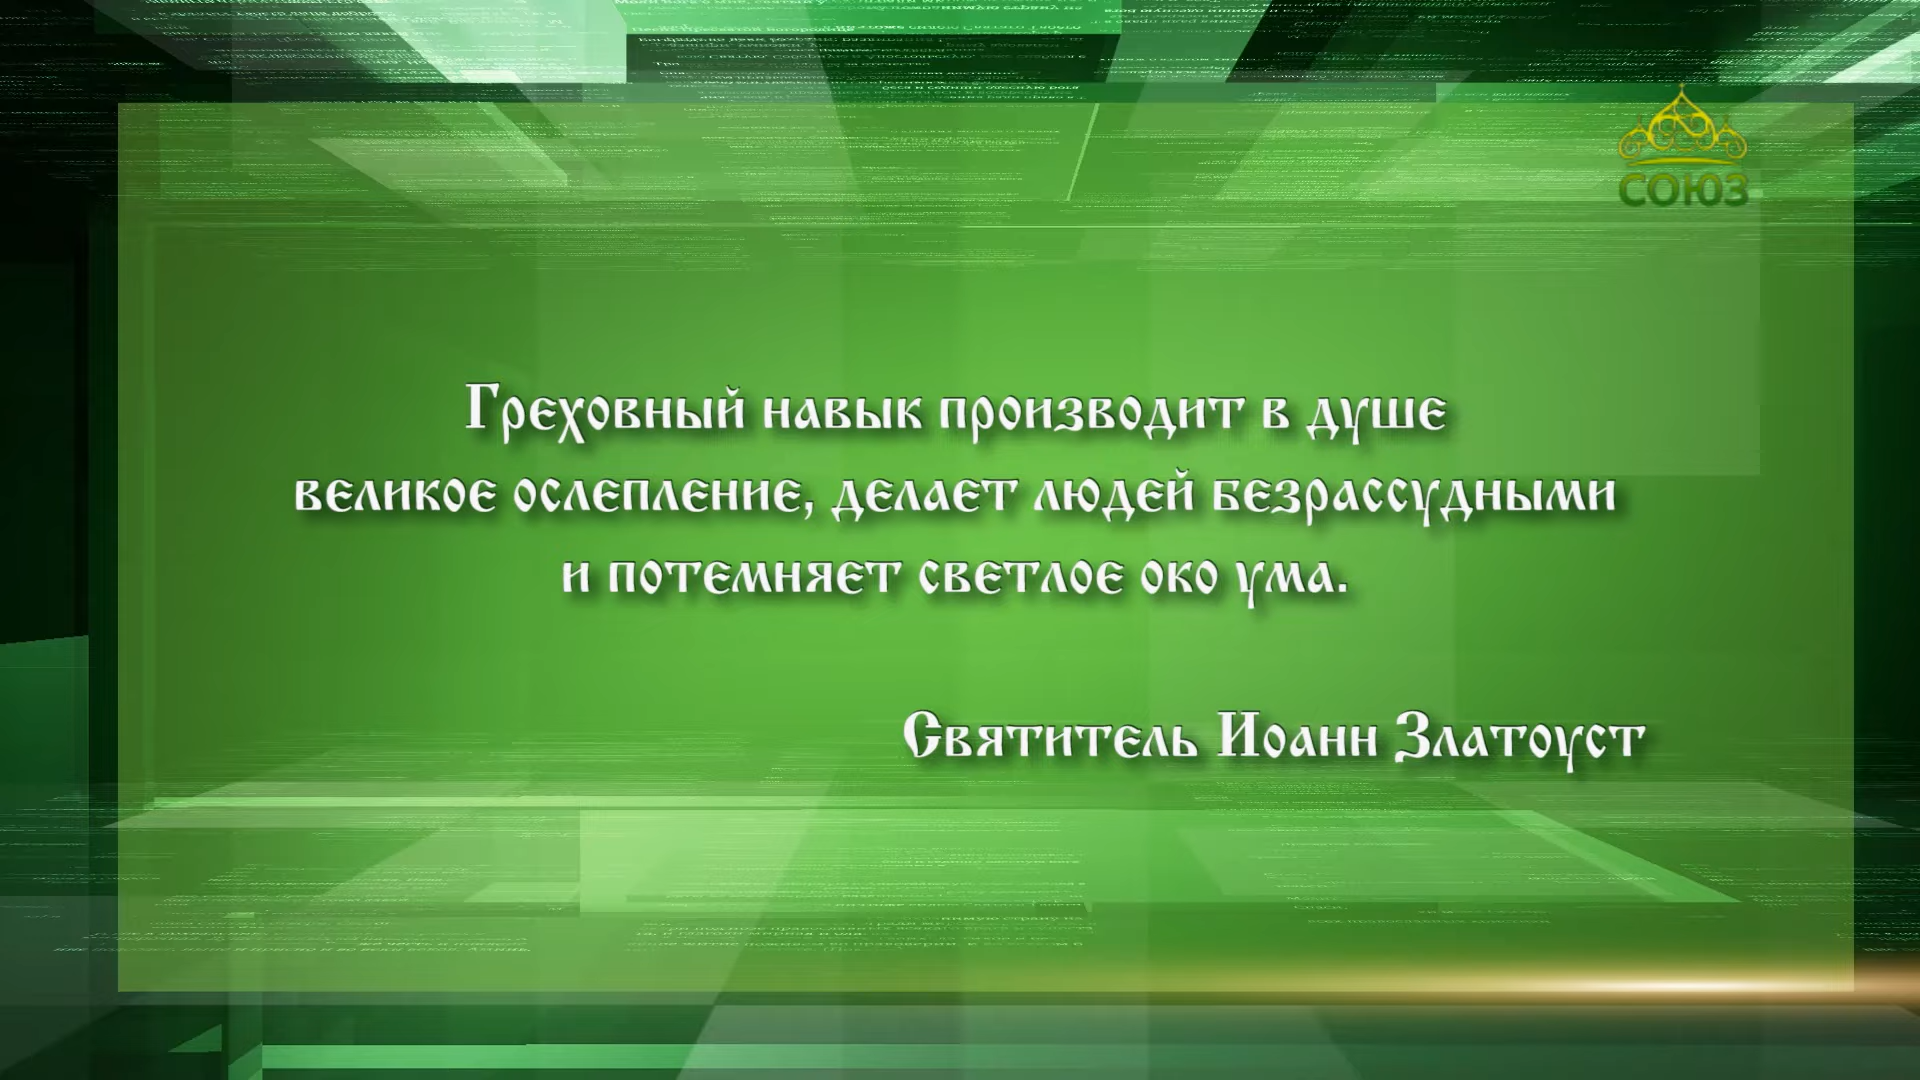 СОЮЗ
Греховный навык производит в душе
великое ослепление, делает людей безрассудными
и потемняет светлое око ума.
Святитель Иоанн Златоуст